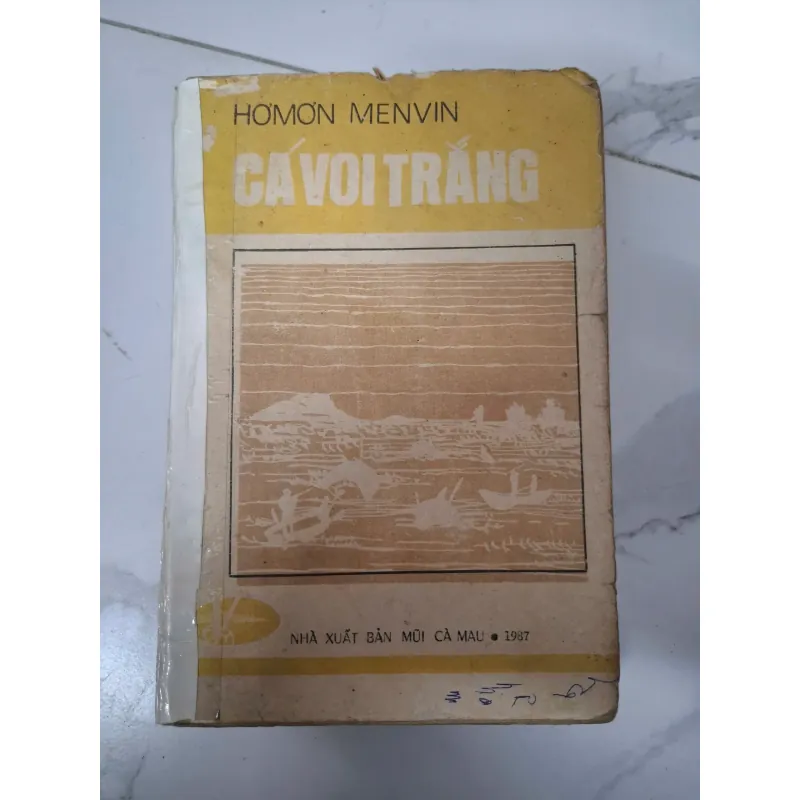 HƠMƠN MENVIN
CÁ VOI TRẮNG
NHÀ XUẤT BẢN MŨI CÀ MAU • 1987